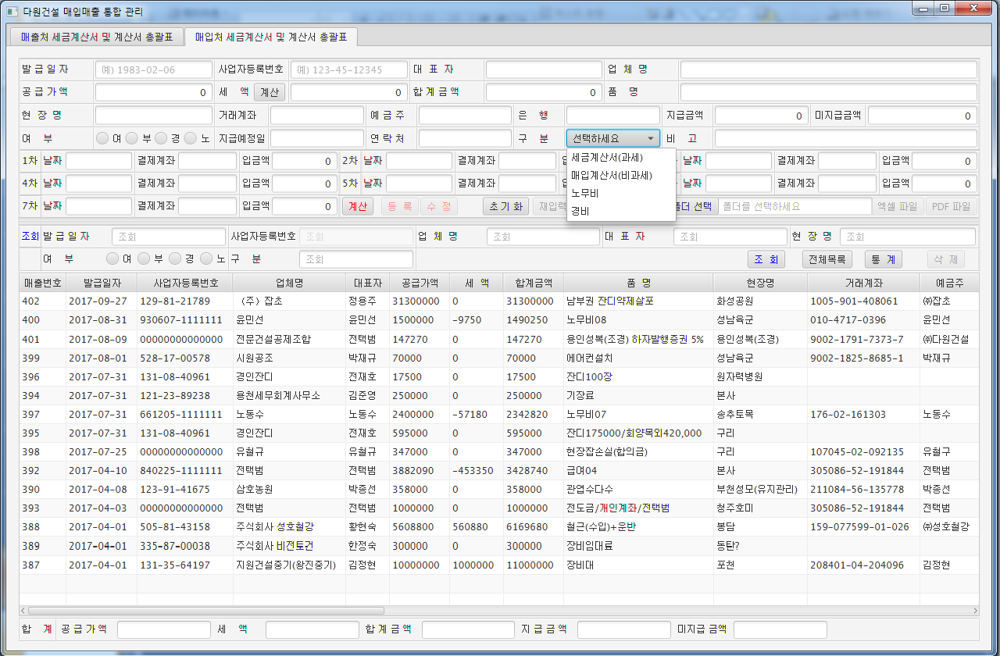 다원건설 매입매출 통합 관리
매출처 세금계산서 및 계산서 총괄표 매입처 세금계산서 및 계산서 총괄표
발 급 일 자 예) 1983-02-06 사업자등록번호 예) 123-45-12345 대 표 자 업 체 명
공 급 가 액 0 세 액 계산 0 합 계 금 액 0 품 명
현 장 명 거래계좌 예 금 주 은 행 지급금액 0 미지급금액 0
여 부 여 부 경 노 지급예정일 연 락 처 구 분 선택하세요 비 고
세금계산서(과세)
매입계산서(비과세)
노무비
경비
1차 날짜 결제계좌 입금액 0 2차 날짜 결제계좌 날짜 결제계좌 입금액 0
4차 날짜 결제계좌 입금액 0 5차 날짜 결제계좌 날짜 결제계좌 입금액 0
7차 날짜 결제계좌 입금액 0 계산 등 록 수 정 초 기 화 재입력 폴더 선택 폴더를 선택하세요 엑셀 파일 PDF 파일
조회 발 급 일 자 조회 사업자등록번호 조회 업 체 명 조회 대 표 자 조회 현 장 명 조회
여 부 여 부 경 노 구 분 조회 조 회 전체목록 통 계 삭 제
매출번호 발급일자 사업자등록번호 업체명 대표자 공급가액 세 액 합계금액 품 명 현장명 거래계좌 예금주
402 2017-09-27 129-81-21789 (주) 잡초 정용주 31300000 0 31300000 남부권 잔디약제살포 화성공원 1005-901-408061 ㈜잡초
400 2017-08-31 930607-1111111 윤민선 윤민선 1500000 -9750 1490250 노무비08 성남육군 010-4717-0396 윤민선
401 2017-08-09 00000000000000 전문건설공제조합 전택범 147270 0 147270 용인성복(조경) 하자발행증권 5% 용인성복(조경) 9002-1791-7373-7 ㈜다원건설
399 2017-08-01 528-17-00578 시원공조 박재규 70000 0 70000 에어컨설치 성남육군 9002-1825-8685-1 박재규
396 2017-07-31 131-08-40961 경인잔디 전재호 17500 0 17500 잔디100장 원자력병원
394 2017-07-31 121-23-89238 용천세무회계사무소 김준영 250000 0 250000 기장료 본사
397 2017-07-31 661205-1111111 노동수 노동수 2400000 -57180 2342820 노무비07 송추토목 176-02-161303 노동수
395 2017-07-31 131-08-40961 경인잔디 전재호 595000 0 595000 잔디175000/회양목외420,000 구리
398 2017-07-25 00000000000000 유철규 유철규 347000 0 347000 현장잡손실(합의금) 구리 107045-02-092135 유철구
392 2017-04-10 840225-1111111 전택범 전택범 3882090 -453350 3428740 급여04 본사 305086-52-191844 전택범
390 2017-04-08 123-91-41675 삼호농원 박종선 358000 0 358000 관엽수다수 부천성모(유지관리) 211084-56-135778 박종선
393 2017-04-03 00000000000000 전택범 전택범 1000000 0 1000000 전도금/개인계좌/전택범 청주호미 305086-52-191844 전택범
388 2017-04-01 505-81-43158 주식회사 성호철강 황현숙 5608800 560880 6169680 철근(수입)+운반 봉담 159-077599-01-026 ㈜성호철강
389 2017-04-01 335-87-00038 주식회사 비전토건 한정숙 300000 0 300000 장비임대료 동탄?
387 2017-04-01 131-35-64197 지원건설중기(왕진중기) 김정현 10000000 1000000 11000000 장비대 포천 208401-04-204096 김정현
합 계 공 급 가 액 세 액 합 계 금 액 지 급 금 액 미지급 금액